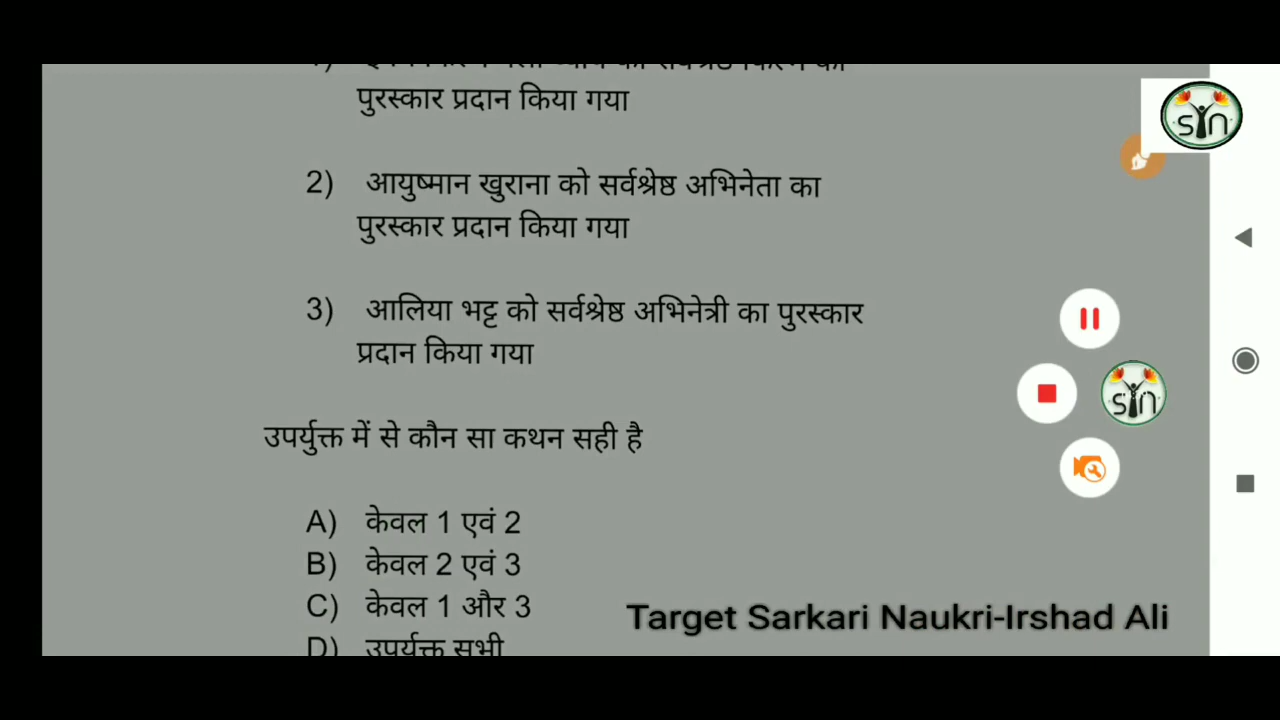 पुरस्कार प्रदान किया गया
2) आयुष्मान खुराना को सर्वश्रेष्ठ अभिनेता का
पुरस्कार प्रदान किया गया
3) आलिया भट्ट को सर्वश्रेष्ठ अभिनेत्री का पुरस्कार
प्रदान किया गया
उपर्युक्त में से कौन सा कथन सही है
A) केवल 1 एवं 2
B) केवल 2 एवं 3
C) केवल 1 और 3
D) उपर्युक्त सभी
Target Sarkari Naukri-Irshad Ali